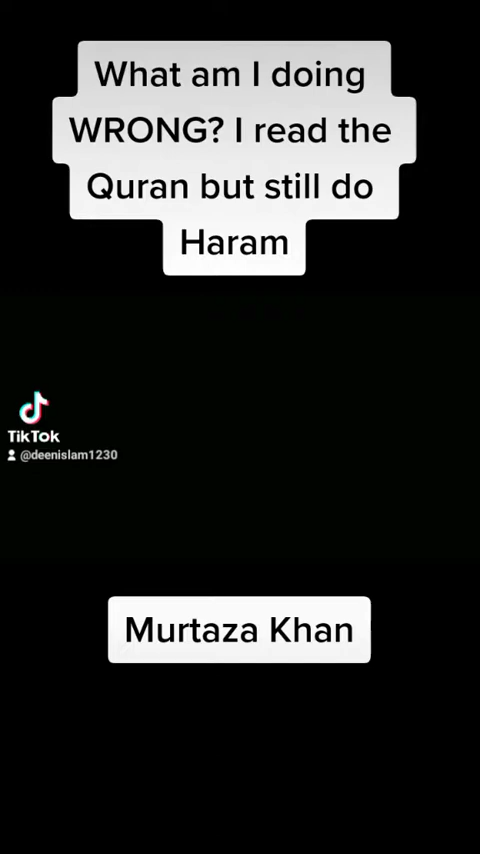 What am I doing
WRONG? I read the
Quran but still do
Haram
TikTok
@deenislam1230
Murtaza Khan